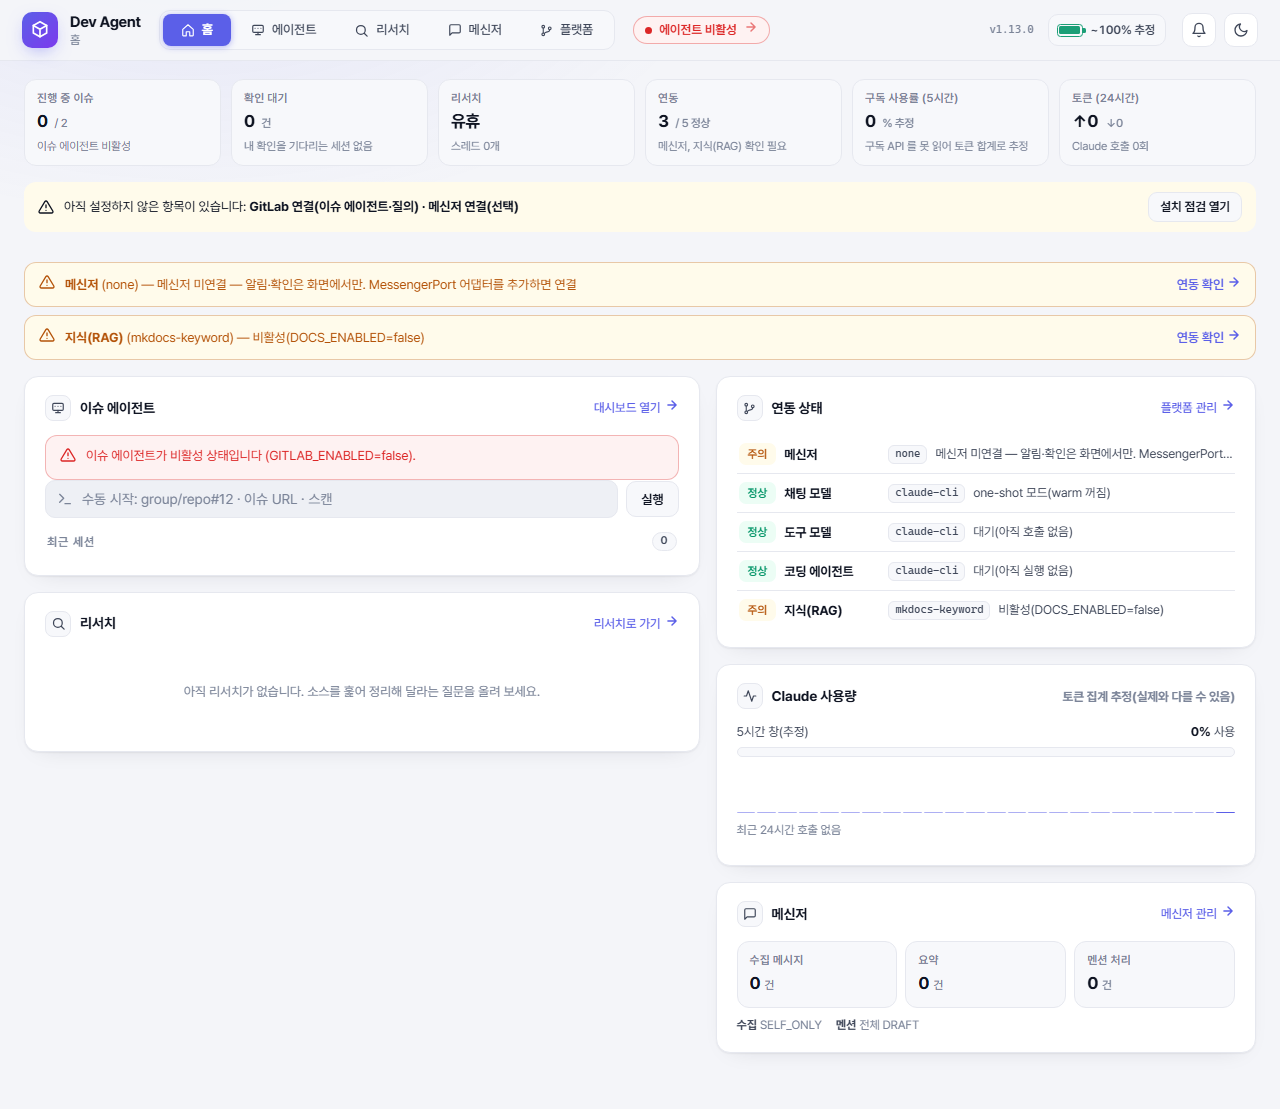 Dev Agent
홈
홈
에이전트
리서치
메신저
플랫폼
에이전트 비활성
v1.13.0
~100% 추정
진행 중 이슈
0 / 2
이슈 에이전트 비활성
확인 대기
0 건
내 확인을 기다리는 세션 없음
리서치
유휴
스레드 0개
연동
3 / 5 정상
메신저, 지식(RAG) 확인 필요
구독 사용률 (5시간)
0 % 추정
구독 API 를 못 읽어 토큰 합계로 추정
토큰 (24시간)
↑0 ↓0
Claude 호출 0회
아직 설정하지 않은 항목이 있습니다: GitLab 연결(이슈 에이전트·질의) · 메신저 연결(선택)
설치 점검 열기
메신저 (none) — 메신저 미연결 — 알림·확인은 화면에서만. MessengerPort 어댑터를 추가하면 연결
연동 확인
지식(RAG) (mkdocs-keyword) — 비활성(DOCS_ENABLED=false)
연동 확인
이슈 에이전트
대시보드 열기
이슈 에이전트가 비활성 상태입니다 (GITLAB_ENABLED=false).
수동 시작: group/repo#12 · 이슈 URL · 스캔
실행
최근 세션
0
리서치
리서치로 가기
아직 리서치가 없습니다. 소스를 훑어 정리해 달라는 질문을 올려 보세요.
연동 상태
플랫폼 관리
주의 메신저 none 메신저 미연결 — 알림·확인은 화면에서만. MessengerPort...
정상 채팅 모델 claude-cli one-shot 모드(warm 꺼짐)
정상 도구 모델 claude-cli 대기(아직 호출 없음)
정상 코딩 에이전트 claude-cli 대기(아직 실행 없음)
주의 지식(RAG) mkdocs-keyword 비활성(DOCS_ENABLED=false)
Claude 사용량
토큰 집계 추정(실제와 다를 수 있음)
5시간 창(추정)
0% 사용
최근 24시간 호출 없음
메신저
메신저 관리
수집 메시지
0 건
요약
0 건
멘션 처리
0 건
수집 SELF_ONLY 멘션 전체 DRAFT